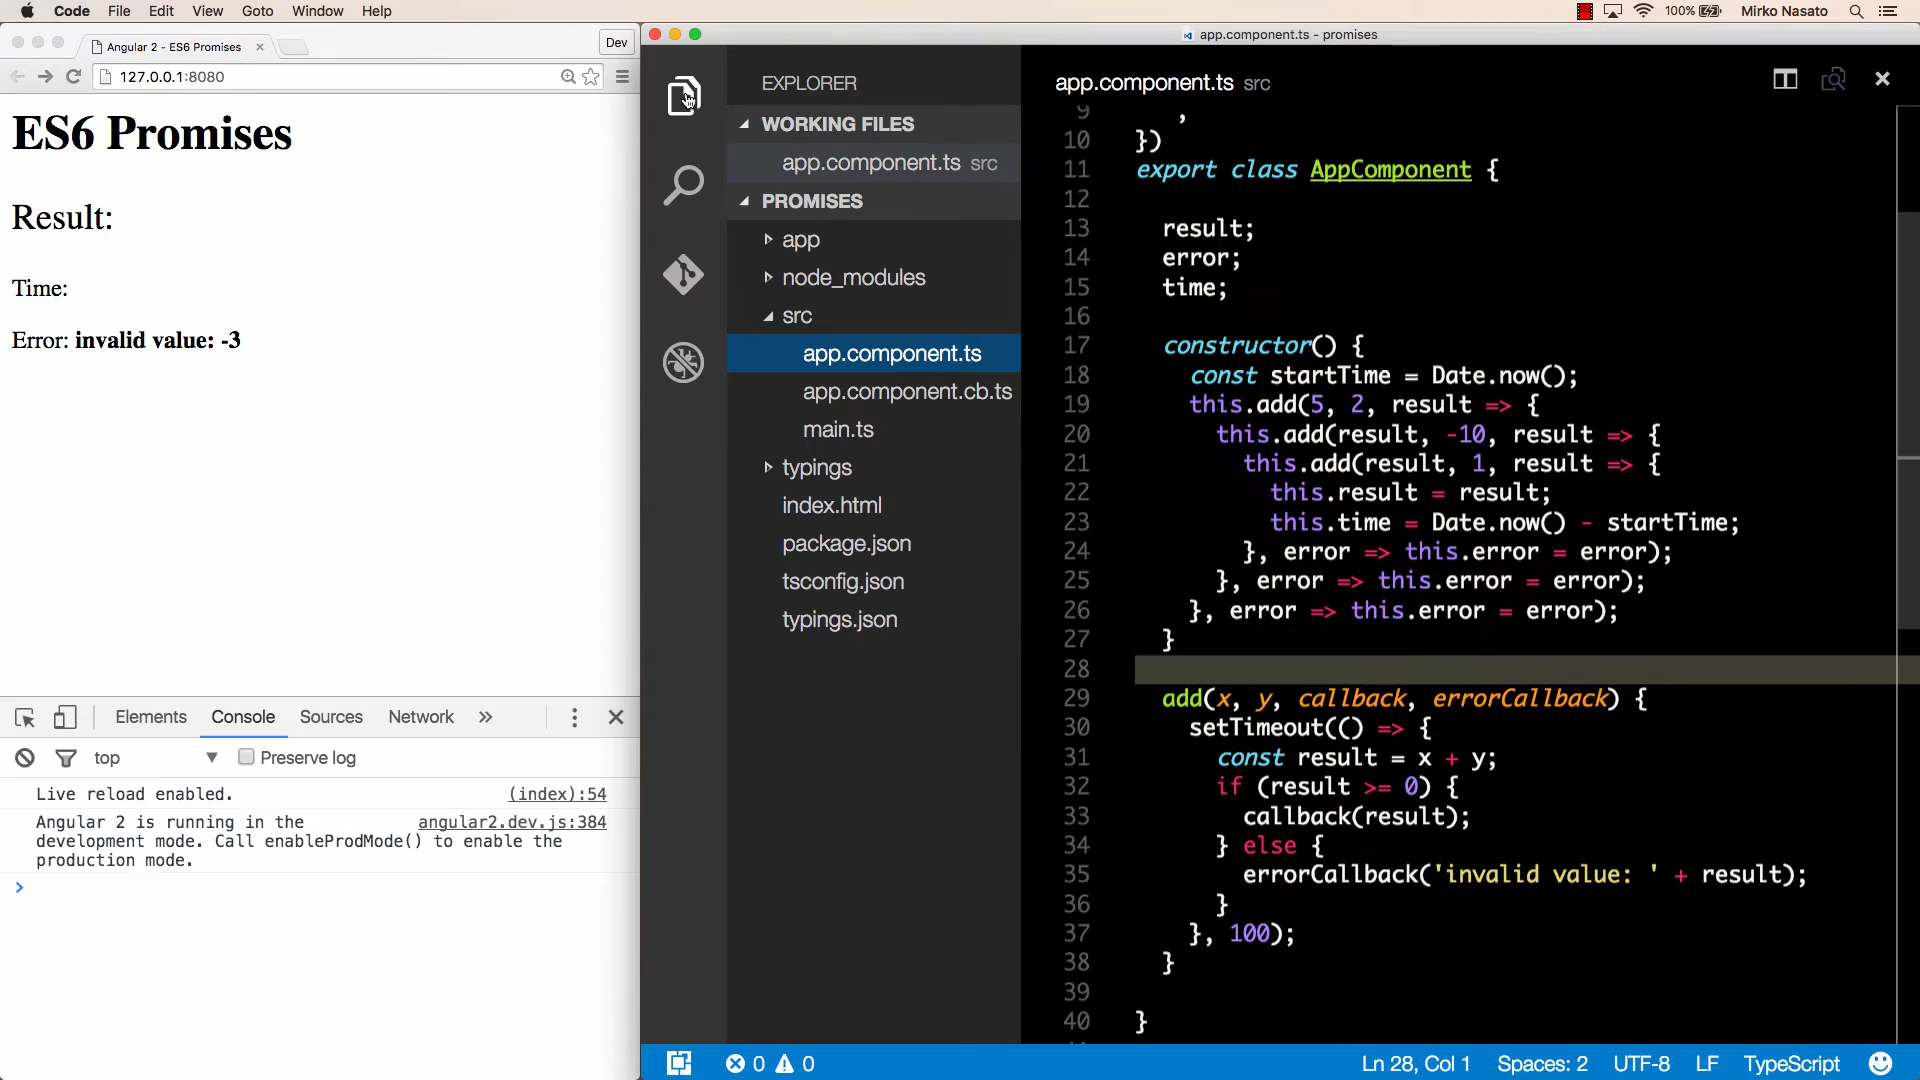 Code File Edit View Goto Window Help
100% Mirko Nasato
Angular 2 - ES6 Promises
Dev
127.0.0.1:8080
ES6 Promises
Result:
Time:
Error: invalid value: -3
Elements Console Sources Network »
top Preserve log
Live reload enabled. (index):54
Angular 2 is running in the angular2.dev.js:384
development mode. Call enableProdMode() to enable the
production mode.
app.component.ts - promises
EXPLORER
WORKING FILES
app.component.ts src
PROMISES
app
node_modules
src
app.component.ts
app.component.cb.ts
main.ts
typings
index.html
package.json
tsconfig.json
typings.json
app.component.ts src
9 ,
10 })
11 export class AppComponent {
12
13 result;
14 error;
15 time;
16
17 constructor() {
18 const startTime = Date.now();
19 this.add(5, 2, result => {
20 this.add(result, -10, result => {
21 this.add(result, 1, result => {
22 this.result = result;
23 this.time = Date.now() - startTime;
24 }, error => this.error = error);
25 }, error => this.error = error);
26 }, error => this.error = error);
27 }
28
29 add(x, y, callback, errorCallback) {
30 setTimeout(() => {
31 const result = x + y;
32 if (result >= 0) {
33 callback(result);
34 } else {
35 errorCallback('invalid value: ' + result);
36 }
37 }, 100);
38 }
39
40 }
0 0 Ln 28, Col 1 Spaces: 2 UTF-8 LF TypeScript